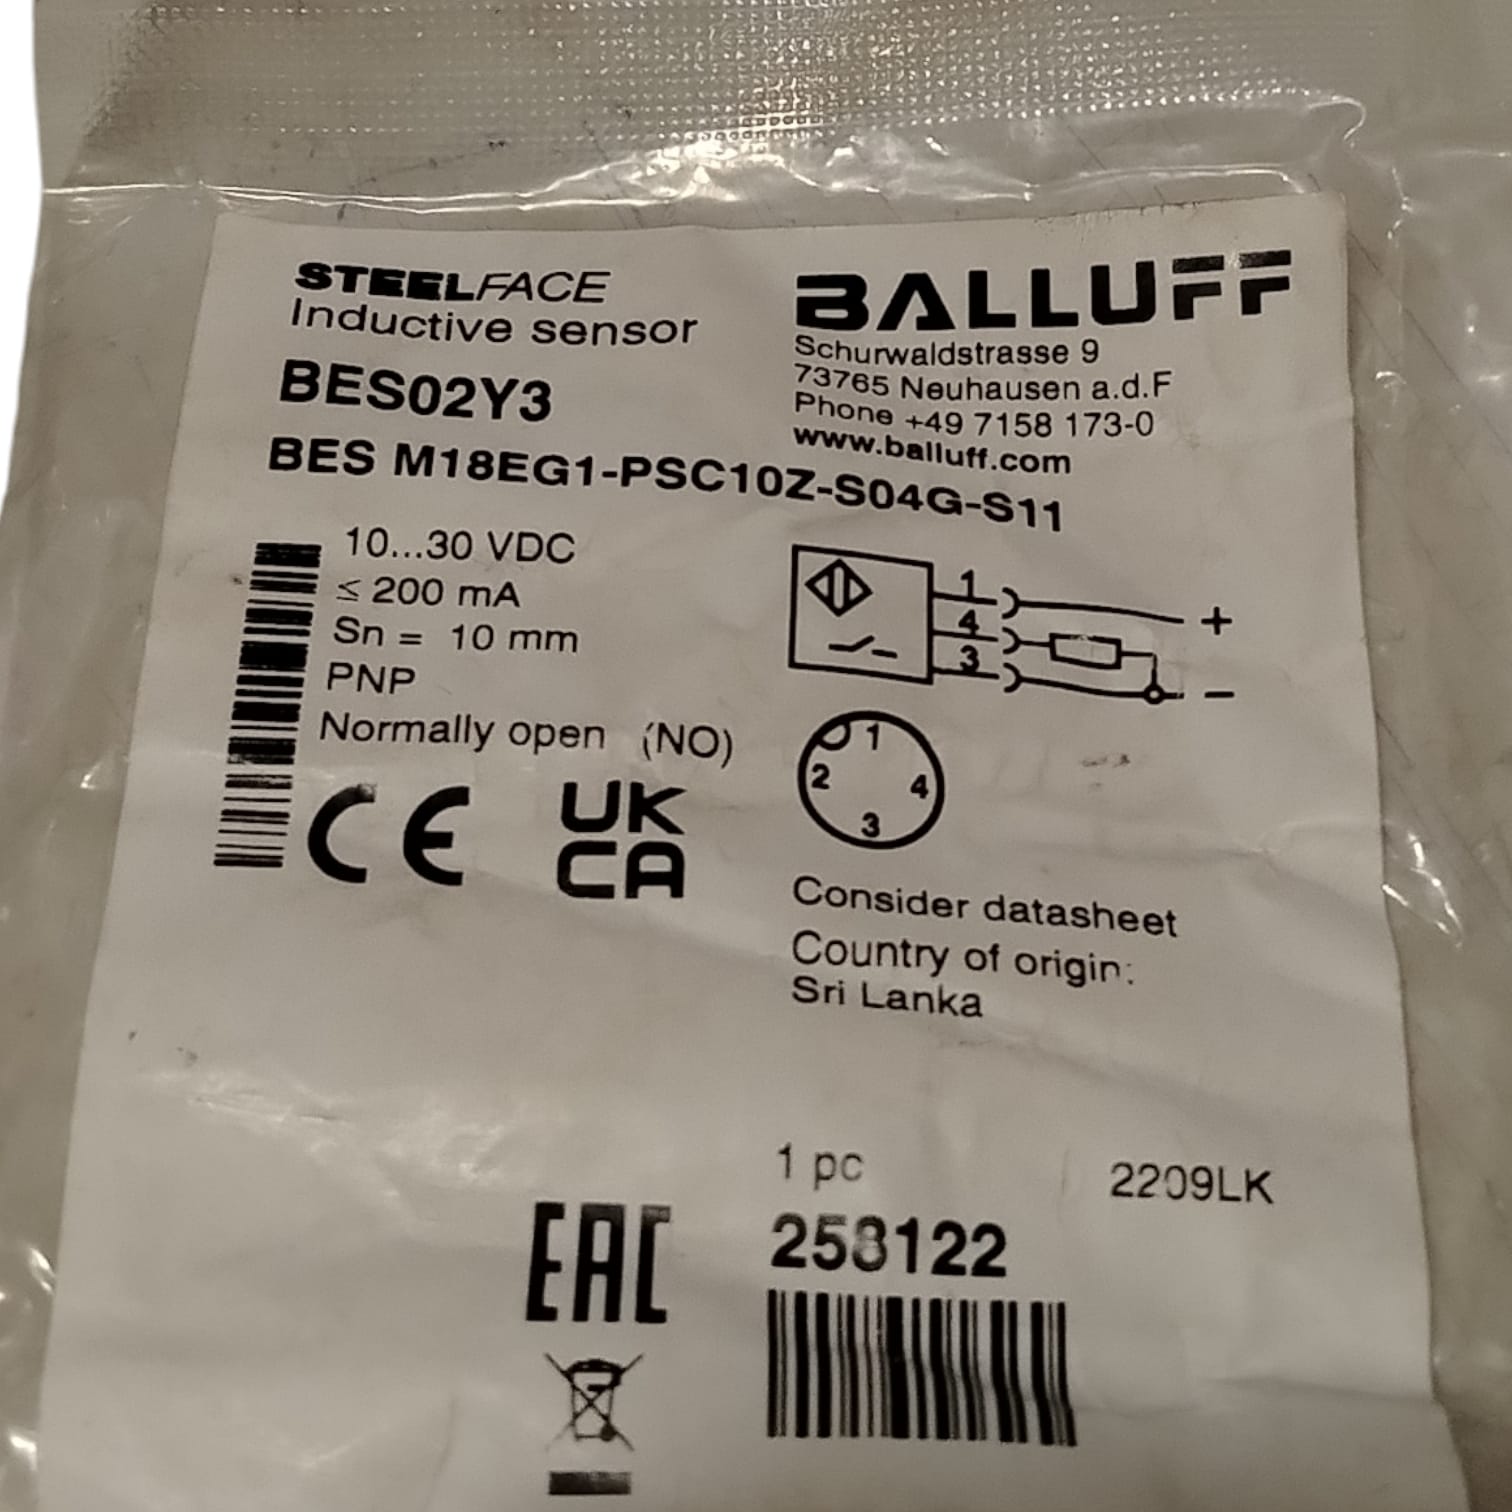 STEELFACE
Inductive sensor
BES02Y3
BES M18EG1-PSC10Z-S04G-S11
BALLUFF
Schurwaldstrasse 9
73765 Neuhausen a.d.F
Phone +49 7158 173-0
www.balluff.com
10...30 VDC
≤ 200 mA
Sn = 10 mm
PNP
Normally open (NO)
CE
UK
CA
1
4
3
+
−
1
2
4
3
Consider datasheet
Country of origin:
Sri Lanka
1 pc
2209LK
258122
EAC